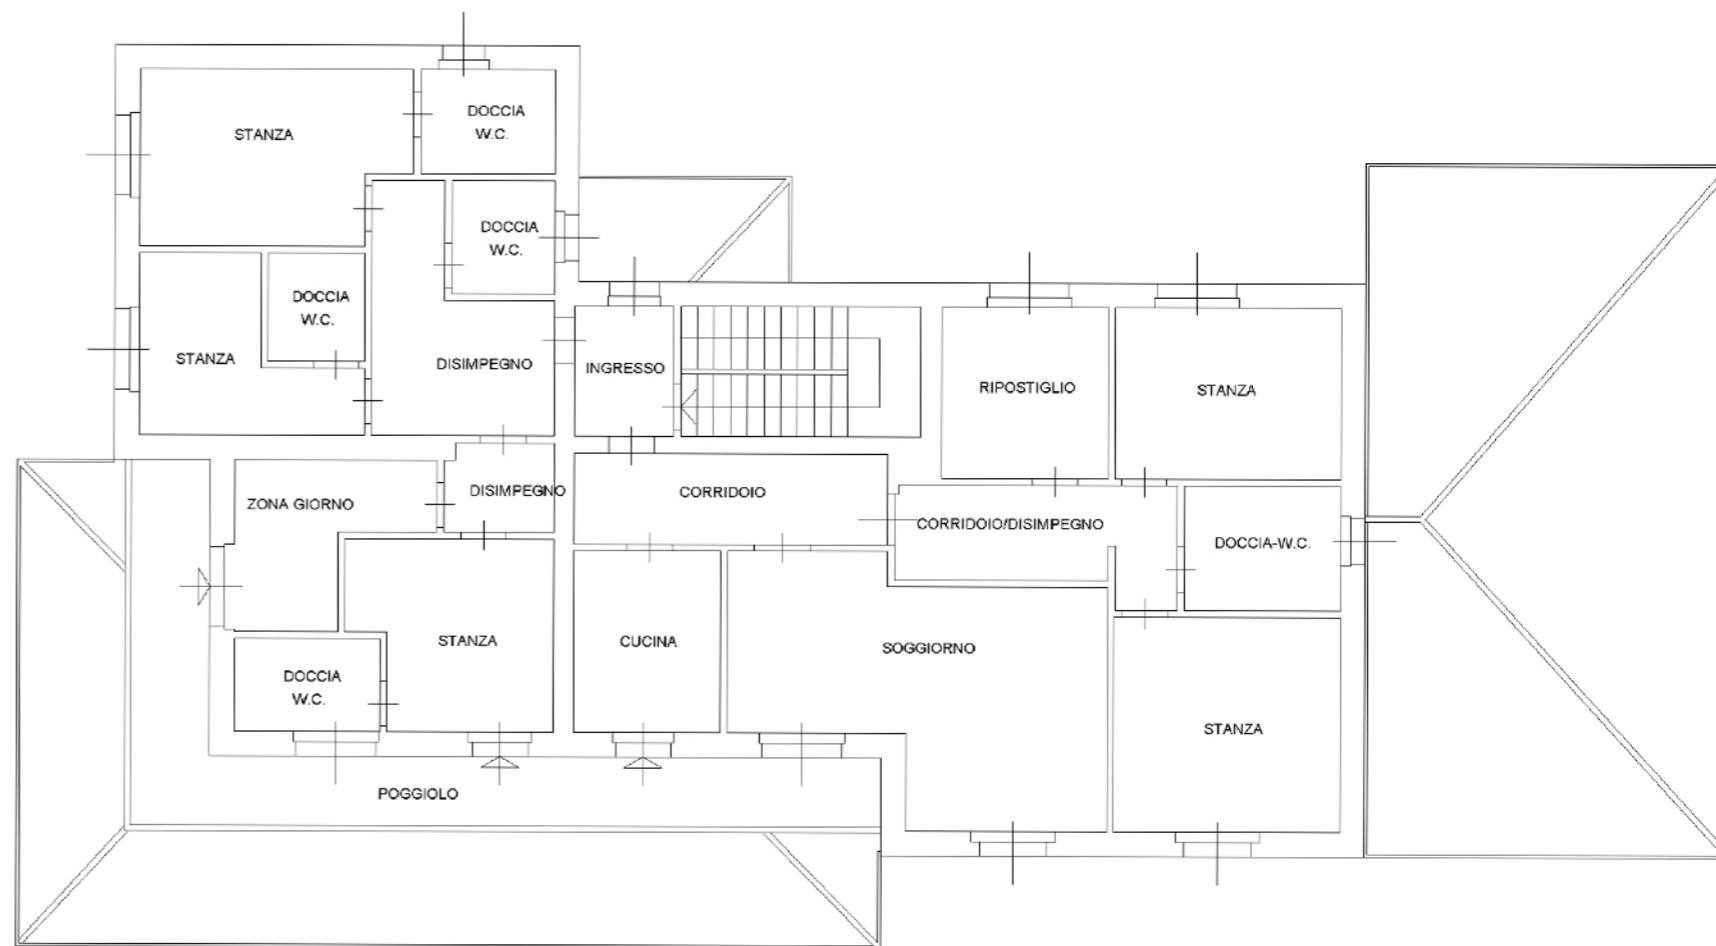 DOCCIA
W.C.
STANZA
DOCCIA
W.C.
DOCCIA
W.C.
STANZA
DISIMPEGNO
INGRESSO
RIPOSTIGLIO
STANZA
ZONA GIORNO
DISIMPEGNO
CORRIDOIO
CORRIDOIO/DISIMPEGNO
DOCCIA-W.C.
STANZA
CUCINA
SOGGIORNO
DOCCIA
W.C.
STANZA
POGGIOLO